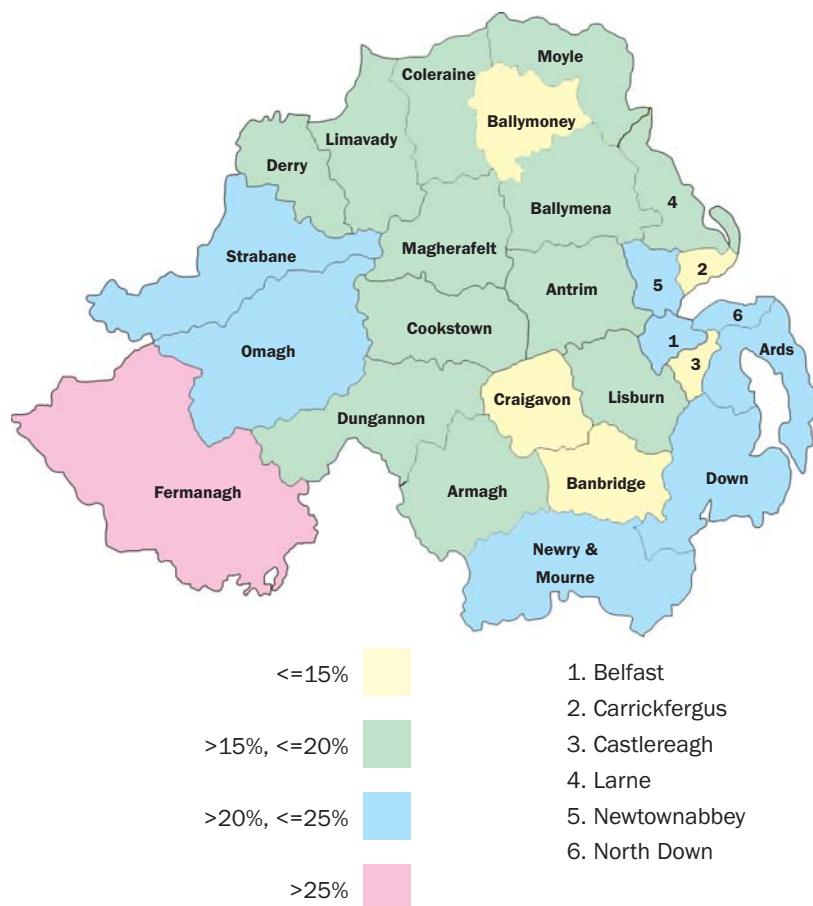 Moyle
Coleraine
Ballymoney
Limavady
Derry
Ballymena
4
Strabane
Magherafelt
2
5
Antrim
6
Cookstown
1
Ards
Omagh
3
Craigavon
Lisburn
Dungannon
Down
Fermanagh
Armagh
Banbridge
Newry &
Mourne
<=15%
>15%, <=20%
>20%, <=25%
>25%
1. Belfast
2. Carrickfergus
3. Castlereagh
4. Larne
5. Newtownabbey
6. North Down